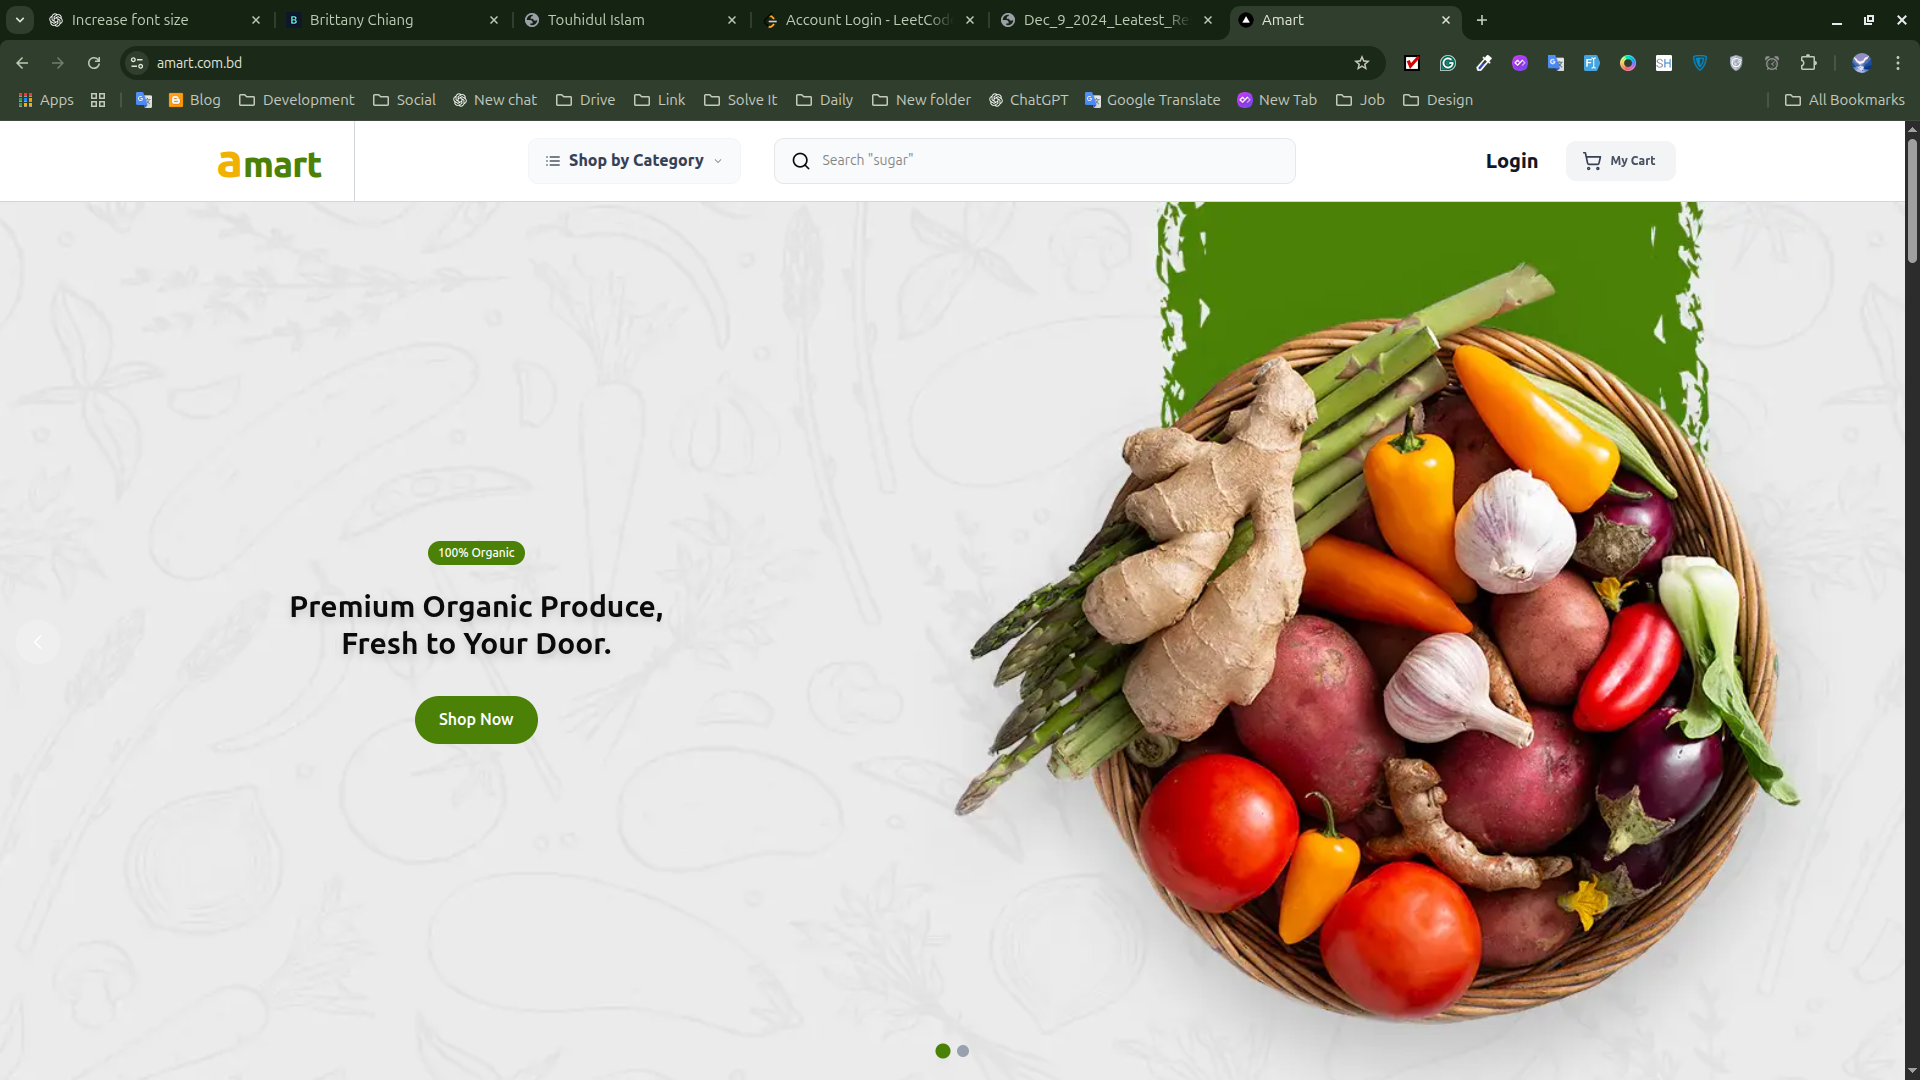 Increase font size
Brittany Chiang
Touhidul Islam
Account Login - LeetCod
Dec_9_2024_Leatest_Re
Amart
amart.com.bd
Apps
Blog
Development
Social
New chat
Drive
Link
Solve It
Daily
New folder
ChatGPT
Google Translate
New Tab
Job
Design
All Bookmarks
amart
Shop by Category
Search "sugar"
Login
My Cart
100% Organic
Premium Organic Produce,
Fresh to Your Door.
Shop Now